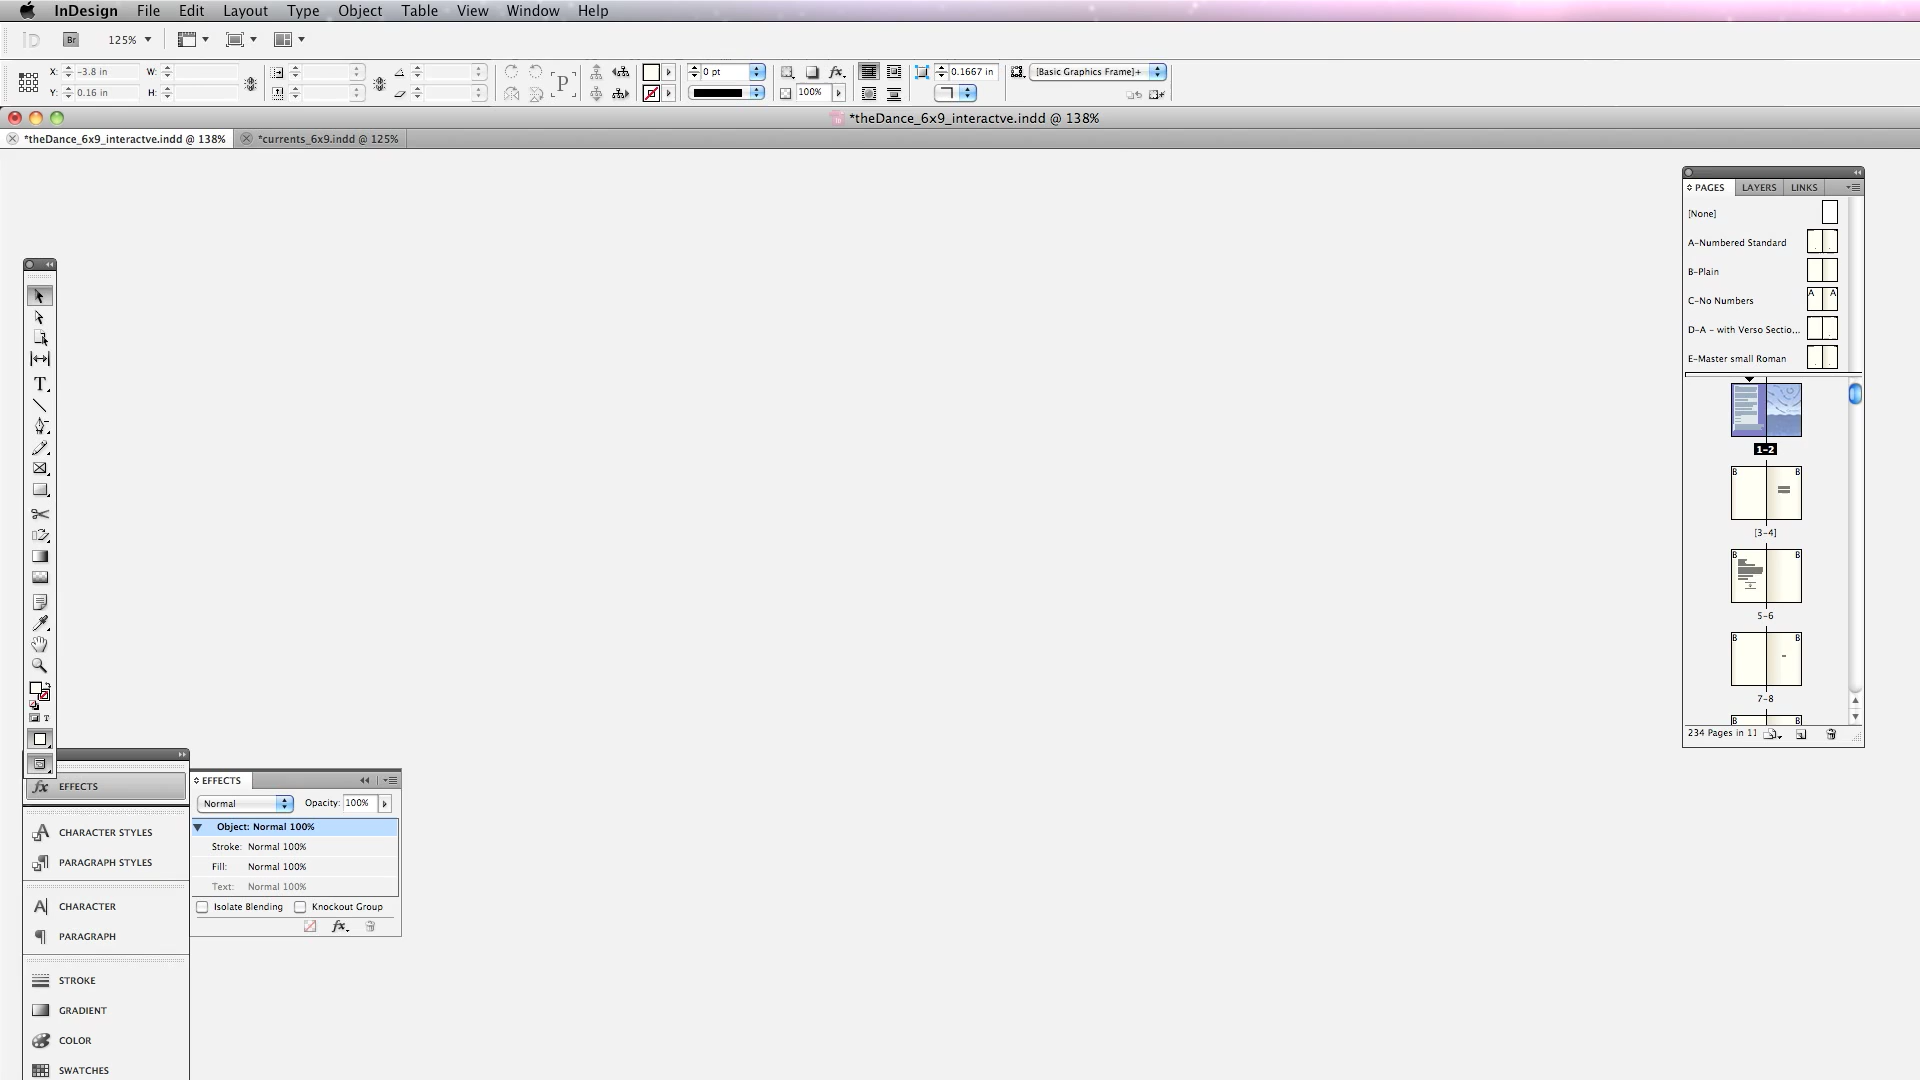 InDesign File Edit Layout Type Object Table View Window Help
Br 125%
X: -3.8 in W: 0 pt 0.1667 in [Basic Graphics Frame]+
Y: 0.16 in H: 100%
*theDance_6x9_interactve.indd @ 138%
*theDance_6x9_interactve.indd @ 138% *currents_6x9.indd @ 125%
PAGES LAYERS LINKS
[None]
A-Numbered Standard
B-Plain
C-No Numbers A A
D-A - with Verso Sectio...
E-Master small Roman
1-2
B B
[3-4]
B B
5-6
B B
7-8
B B
234 Pages in 11
EFFECTS
CHARACTER STYLES
PARAGRAPH STYLES
CHARACTER
PARAGRAPH
STROKE
GRADIENT
COLOR
SWATCHES
EFFECTS
Normal Opacity: 100%
Object: Normal 100%
Stroke: Normal 100%
Fill: Normal 100%
Text: Normal 100%
Isolate Blending Knockout Group
fx